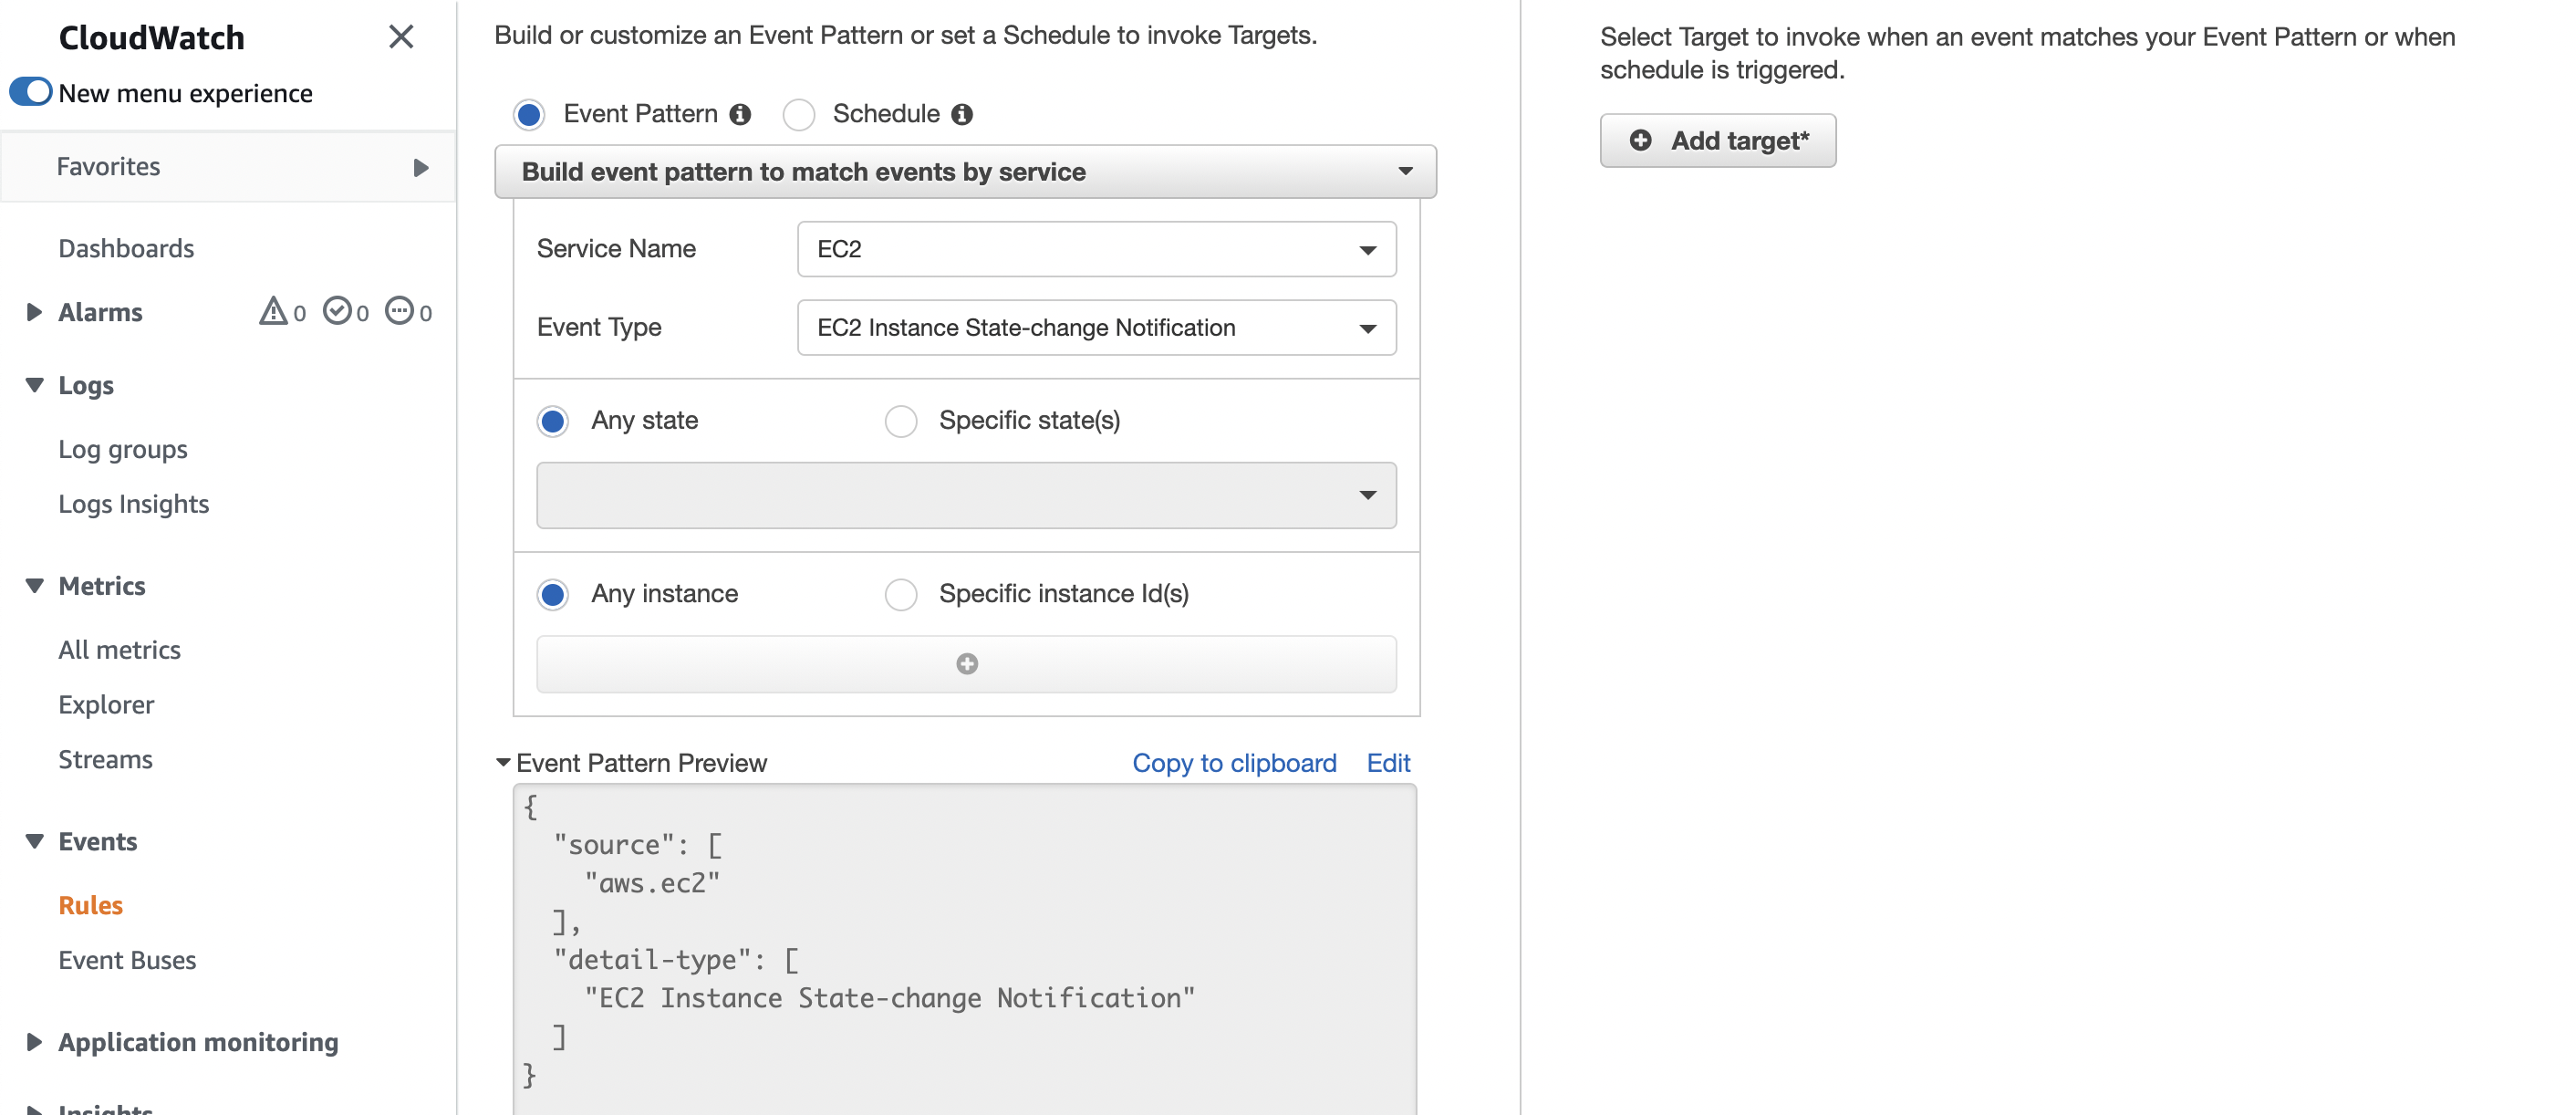 CloudWatch
New menu experience
Favorites
Dashboards
Alarms 0 0 0
Logs
Log groups
Logs Insights
Metrics
All metrics
Explorer
Streams
Events
Rules
Event Buses
Application monitoring
Insights
Build or customize an Event Pattern or set a Schedule to invoke Targets.
Event Pattern Schedule
Build event pattern to match events by service
Service Name EC2
Event Type EC2 Instance State-change Notification
Any state Specific state(s)
Any instance Specific instance Id(s)
Event Pattern Preview Copy to clipboard Edit
{
"source": [
"aws.ec2"
],
"detail-type": [
"EC2 Instance State-change Notification"
]
}
Select Target to invoke when an event matches your Event Pattern or when
schedule is triggered.
Add target*